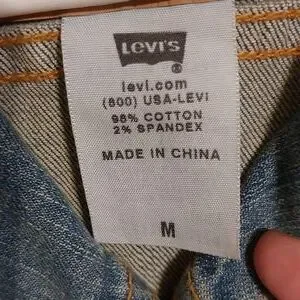 Levi's
®
levi.com
(800) USA-LEVI
98% COTTON
2% SPANDEX
MADE IN CHINA
M